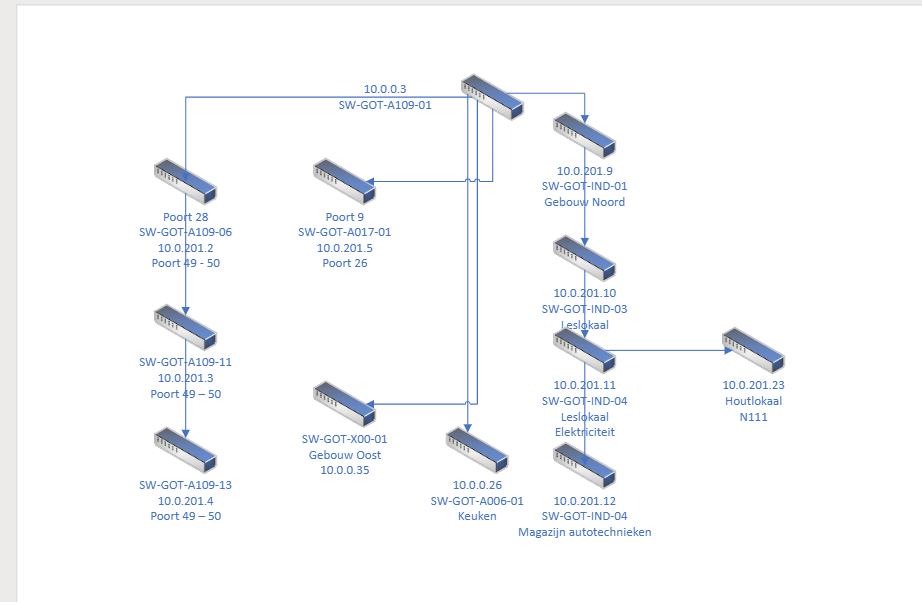 10.0.0.3
SW-GOT-A109-01
10.0.201.9
SW-GOT-IND-01
Gebouw Noord
Poort 28
SW-GOT-A109-06
10.0.201.2
Poort 49 - 50
Poort 9
SW-GOT-A017-01
10.0.201.5
Poort 26
10.0.201.10
SW-GOT-IND-03
Leslokaal
SW-GOT-A109-11
10.0.201.3
Poort 49 – 50
10.0.201.11
SW-GOT-IND-04
Leslokaal
Elektriciteit
10.0.201.23
Houtlokaal
N111
SW-GOT-X00-01
Gebouw Oost
10.0.0.35
SW-GOT-A109-13
10.0.201.4
Poort 49 – 50
10.0.0.26
SW-GOT-A006-01
Keuken
10.0.201.12
SW-GOT-IND-04
Magazijn autotechnieken